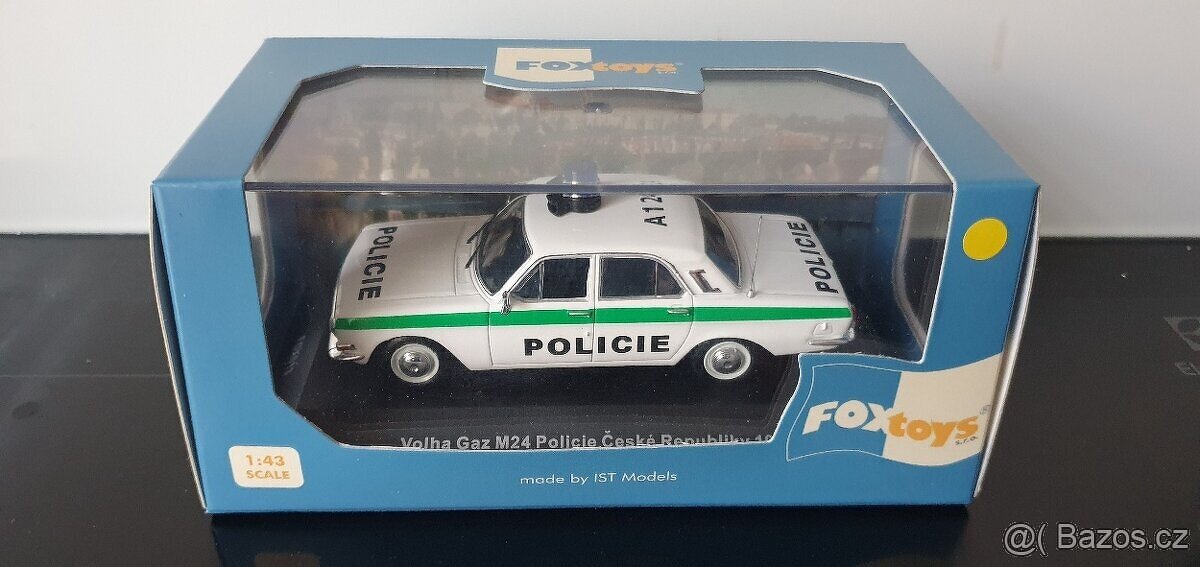 FOXtoys
s.r.o.
A12
POLICIE
POLICIE
POLICIE
Volha Gaz M24 Policie České Republiky
FOXtoys®
s.r.o.
1:43
SCALE
made by IST Models
@( Bazos.cz